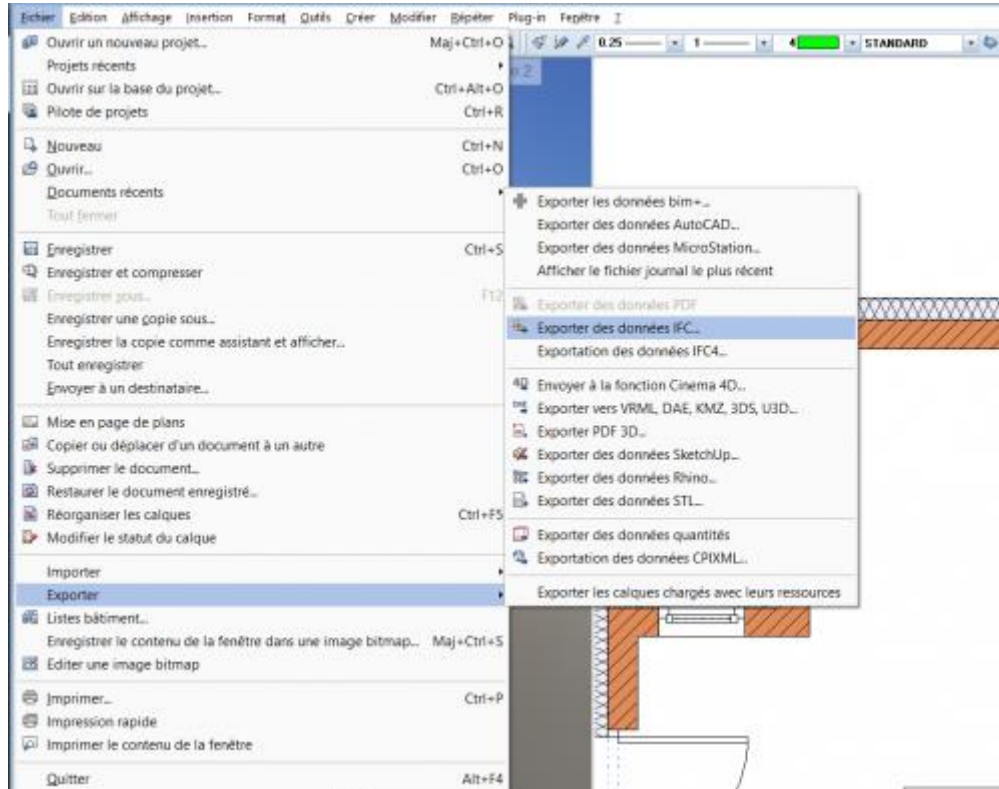 Fichier Edition Affichage Insertion Format Outils Créer Modifier Répéter Plug-in Fenêtre ?
Ouvrir un nouveau projet... Maj+Ctrl+O
0.25 1 4 STANDARD
Projets récents
Ouvrir sur la base du projet... Ctrl+Alt+O
Pilote de projets Ctrl+R
Nouveau Ctrl+N
Ouvrir... Ctrl+O
Documents récents
Tout fermer
Enregistrer Ctrl+S
Enregistrer et compresser
Enregistrer sous... F12
Enregistrer une copie sous...
Enregistrer la copie comme assistant et afficher...
Tout enregistrer
Envoyer à un destinataire...
Mise en page de plans
Copier ou déplacer d'un document à un autre
Supprimer le document...
Restaurer le document enregistré...
Réorganiser les calques Ctrl+F5
Modifier le statut du calque
Importer
Exporter
Listes bâtiment...
Enregistrer le contenu de la fenêtre dans une image bitmap... Maj+Ctrl+S
Editer une image bitmap
Imprimer... Ctrl+P
Impression rapide
Imprimer le contenu de la fenêtre
Quitter Alt+F4
Exporter les données bim+...
Exporter des données AutoCAD...
Exporter des données MicroStation...
Afficher le fichier journal le plus récent
Exporter des données PDF
Exporter des données IFC...
Exportation des données IFC4...
Envoyer à la fonction Cinema 4D...
Exporter vers VRML, DAE, KMZ, 3DS, U3D...
Exporter PDF 3D...
Exporter des données SketchUp...
Exporter des données Rhino...
Exporter des données STL...
Exporter des données quantités
Exportation des données CPIXML...
Exporter les calques chargés avec leurs ressources